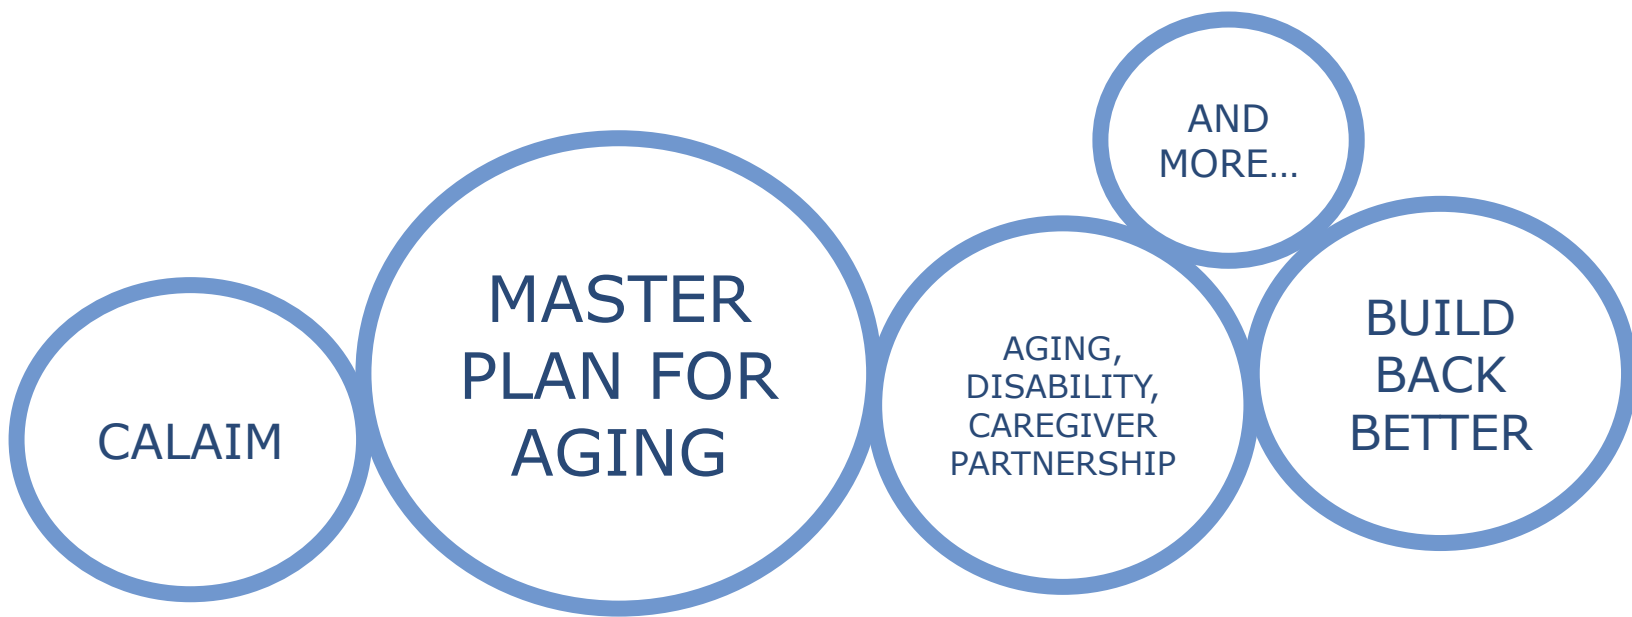 CALAIM
MASTER
PLAN FOR
AGING
AGING,
DISABILITY,
CAREGIVER
PARTNERSHIP
AND
MORE…
BUILD
BACK
BETTER